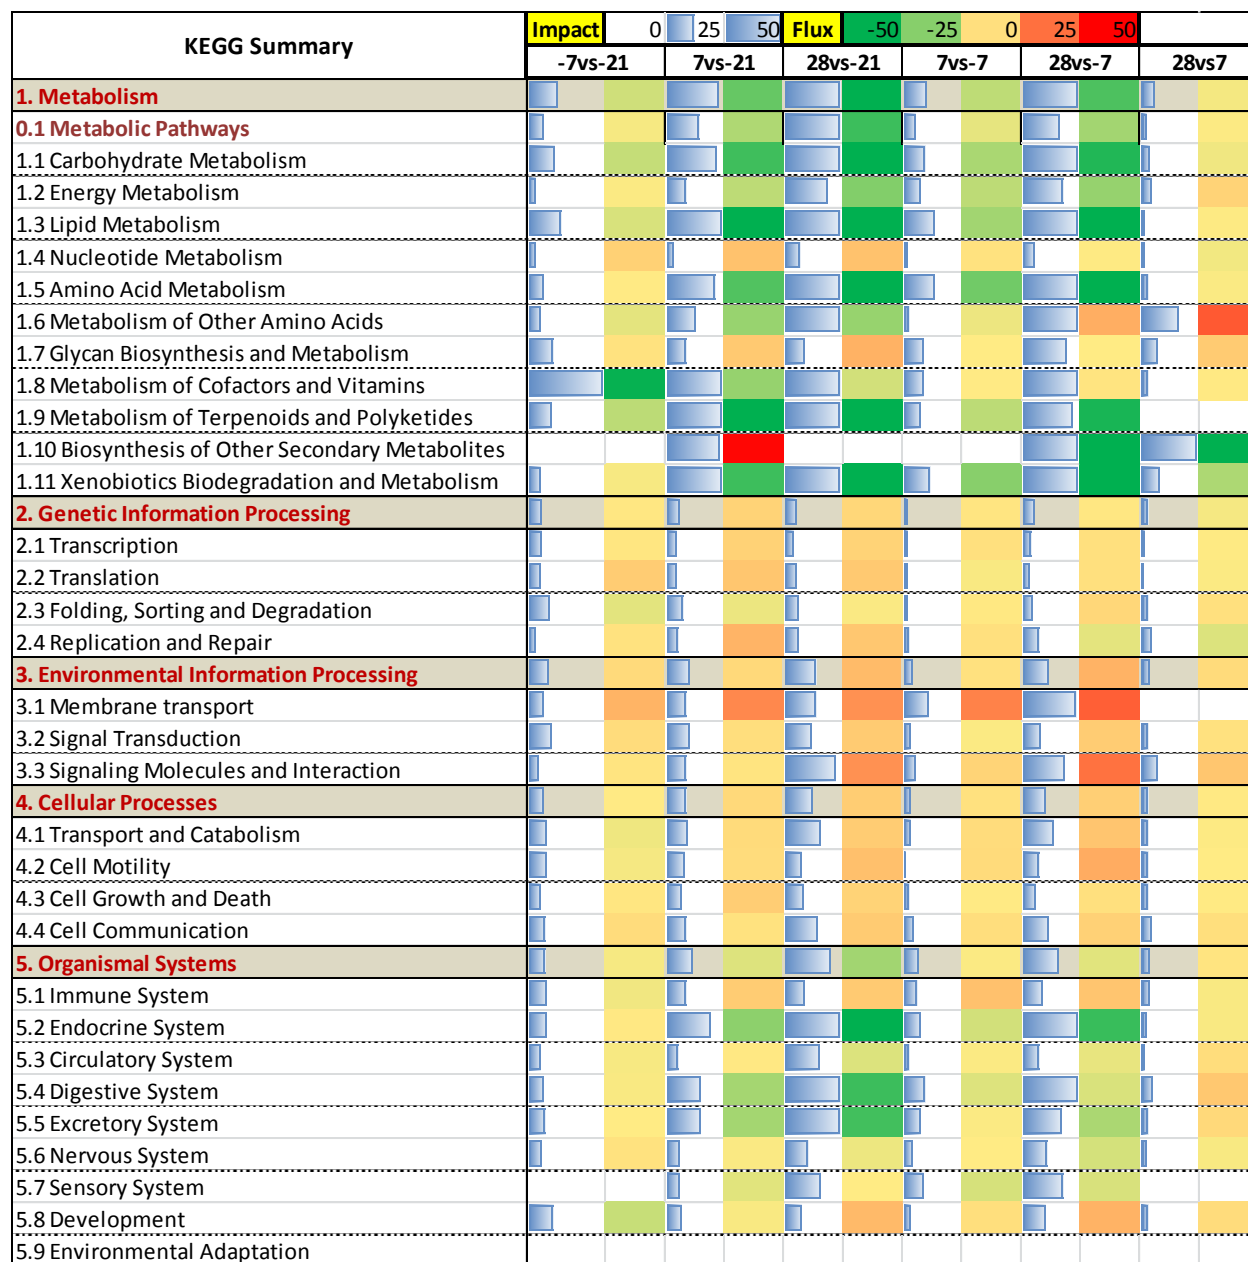 KEGG Summary
Impact 0 25 50 Flux -50 -25 0 25 50
-7vs-21 7vs-21 28vs-21 7vs-7 28vs-7 28vs7
1. Metabolism
0.1 Metabolic Pathways
1.1 Carbohydrate Metabolism
1.2 Energy Metabolism
1.3 Lipid Metabolism
1.4 Nucleotide Metabolism
1.5 Amino Acid Metabolism
1.6 Metabolism of Other Amino Acids
1.7 Glycan Biosynthesis and Metabolism
1.8 Metabolism of Cofactors and Vitamins
1.9 Metabolism of Terpenoids and Polyketides
1.10 Biosynthesis of Other Secondary Metabolites
1.11 Xenobiotics Biodegradation and Metabolism
2. Genetic Information Processing
2.1 Transcription
2.2 Translation
2.3 Folding, Sorting and Degradation
2.4 Replication and Repair
3. Environmental Information Processing
3.1 Membrane transport
3.2 Signal Transduction
3.3 Signaling Molecules and Interaction
4. Cellular Processes
4.1 Transport and Catabolism
4.2 Cell Motility
4.3 Cell Growth and Death
4.4 Cell Communication
5. Organismal Systems
5.1 Immune System
5.2 Endocrine System
5.3 Circulatory System
5.4 Digestive System
5.5 Excretory System
5.6 Nervous System
5.7 Sensory System
5.8 Development
5.9 Environmental Adaptation